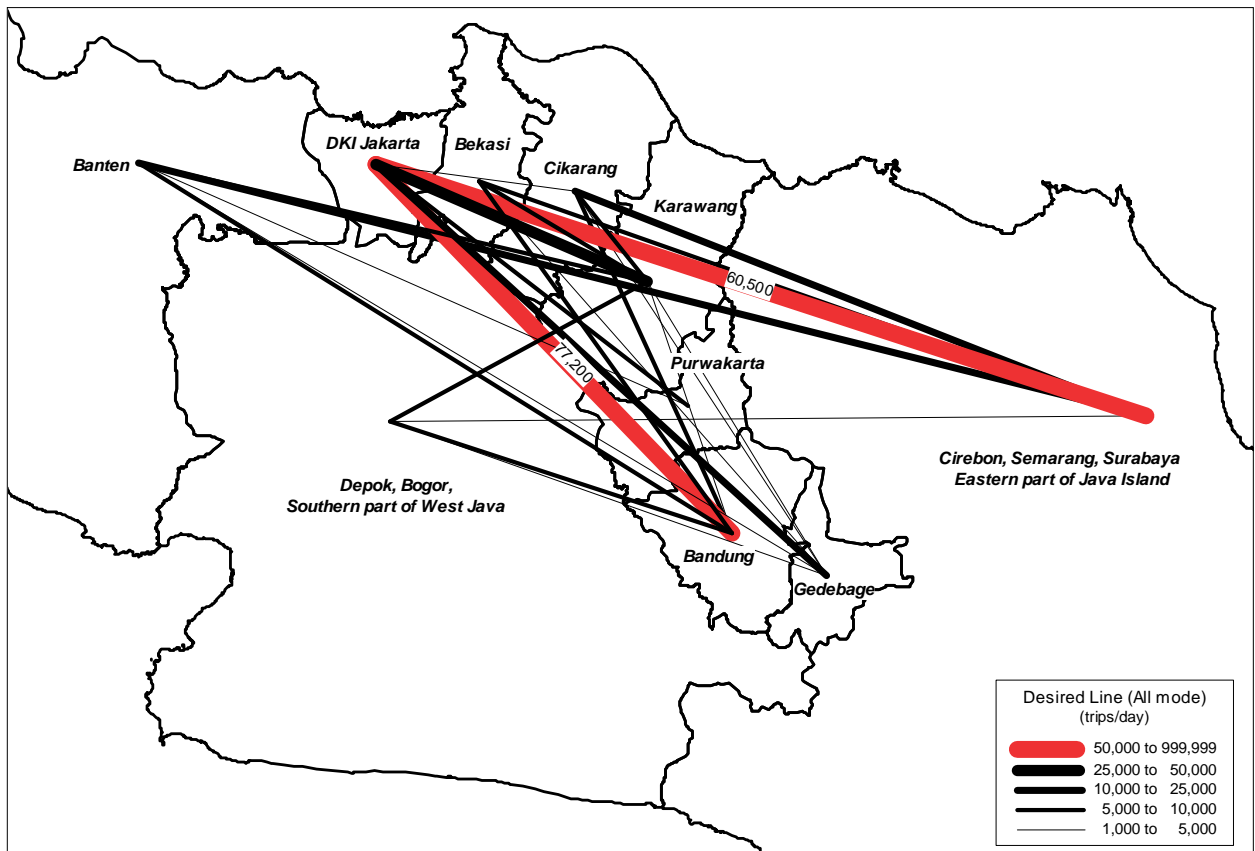 DKI Jakarta
Bekasi
Banten
Cikarang
Karawang
60,500
77,200
Purwakarta
Cirebon, Semarang, Surabaya
Eastern part of Java Island
Depok, Bogor,
Southern part of West Java
Bandung
Gedebage
Desired Line (All mode)
(trips/day)
50,000 to 999,999
25,000 to 50,000
10,000 to 25,000
5,000 to 10,000
1,000 to 5,000